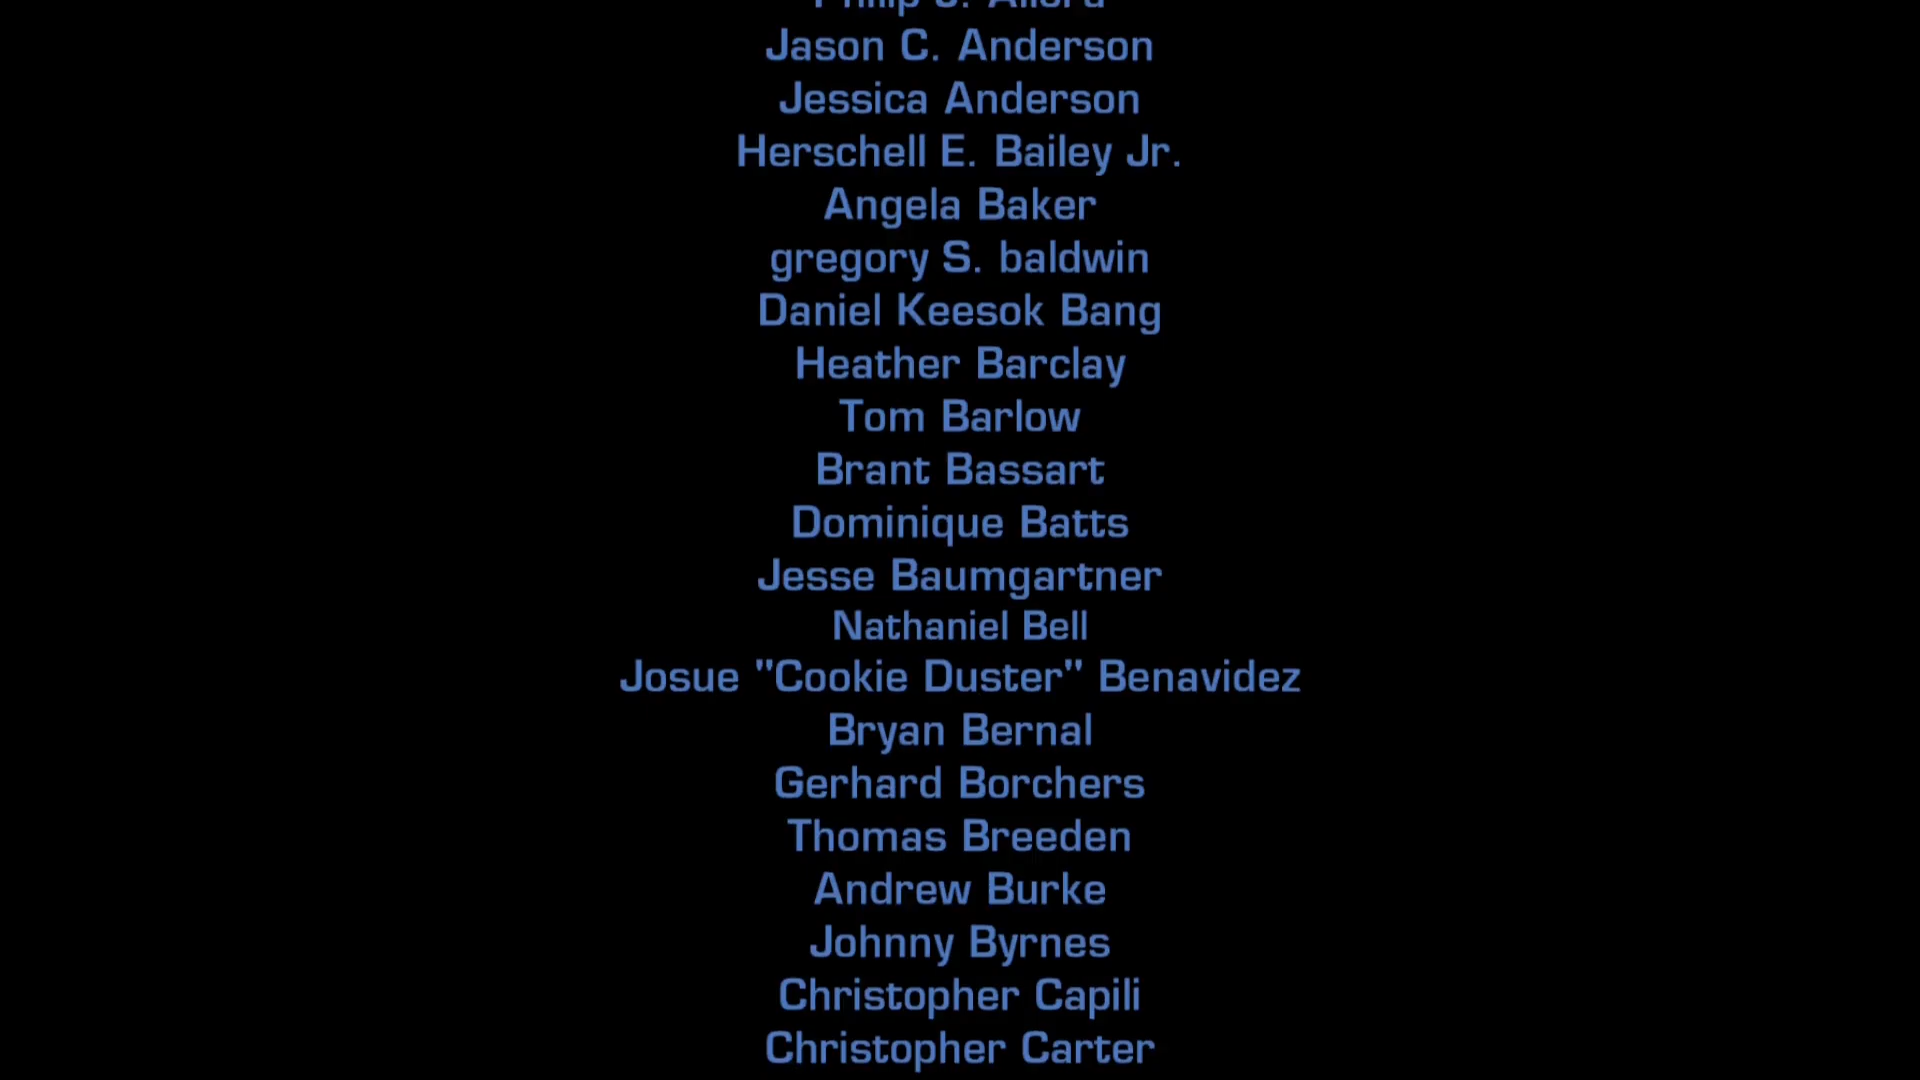 Jason C. Anderson
Jessica Anderson
Herschell E. Bailey Jr.
Angela Baker
gregory S. baldwin
Daniel Keesok Bang
Heather Barclay
Tom Barlow
Brant Bassart
Dominique Batts
Jesse Baumgartner
Nathaniel Bell
Josue "Cookie Duster" Benavidez
Bryan Bernal
Gerhard Borchers
Thomas Breeden
Andrew Burke
Johnny Byrnes
Christopher Capili
Christopher Carter